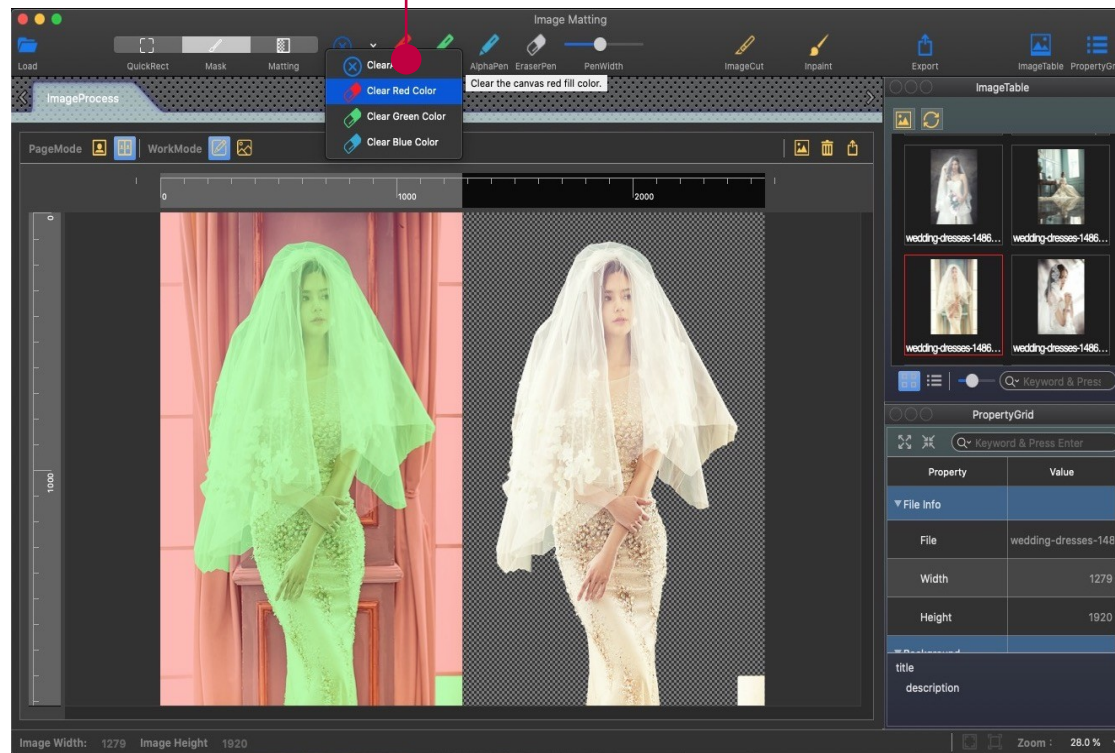 Image Matting
Load
QuickRect
Mask
Matting
AlphaPen
EraserPen
PenWidth
ImageCut
Inpaint
Export
ImageTable
PropertyGri
Clear
Clear Red Color
Clear Green Color
Clear Blue Color
Clear the canvas red fill color.
ImageProcess
PageMode
WorkMode
0
1000
2000
0
1000
ImageTable
wedding-dresses-1486...
wedding-dresses-1486...
wedding-dresses-1486...
wedding-dresses-1486...
Keyword & Press
PropertyGrid
Keyword & Press Enter
Property Value
File Info
File wedding-dresses-148
Width 1279
Height 1920
title
description
Image Width: 1279 Image Height 1920
Zoom : 28.0 %